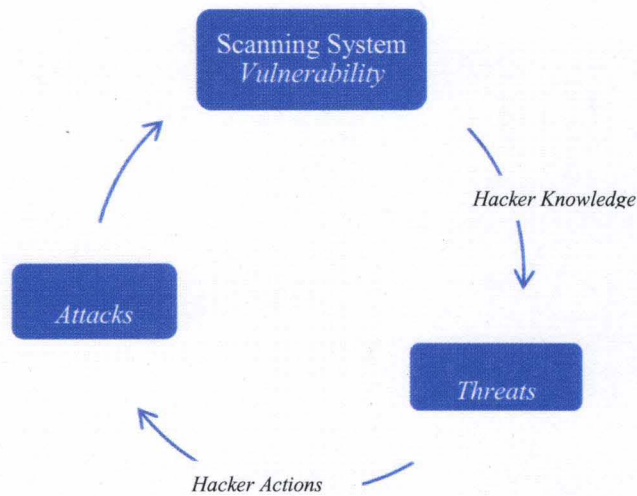 Scanning System
Vulnerability
Hacker Knowledge
Attacks
Threats
Hacker Actions